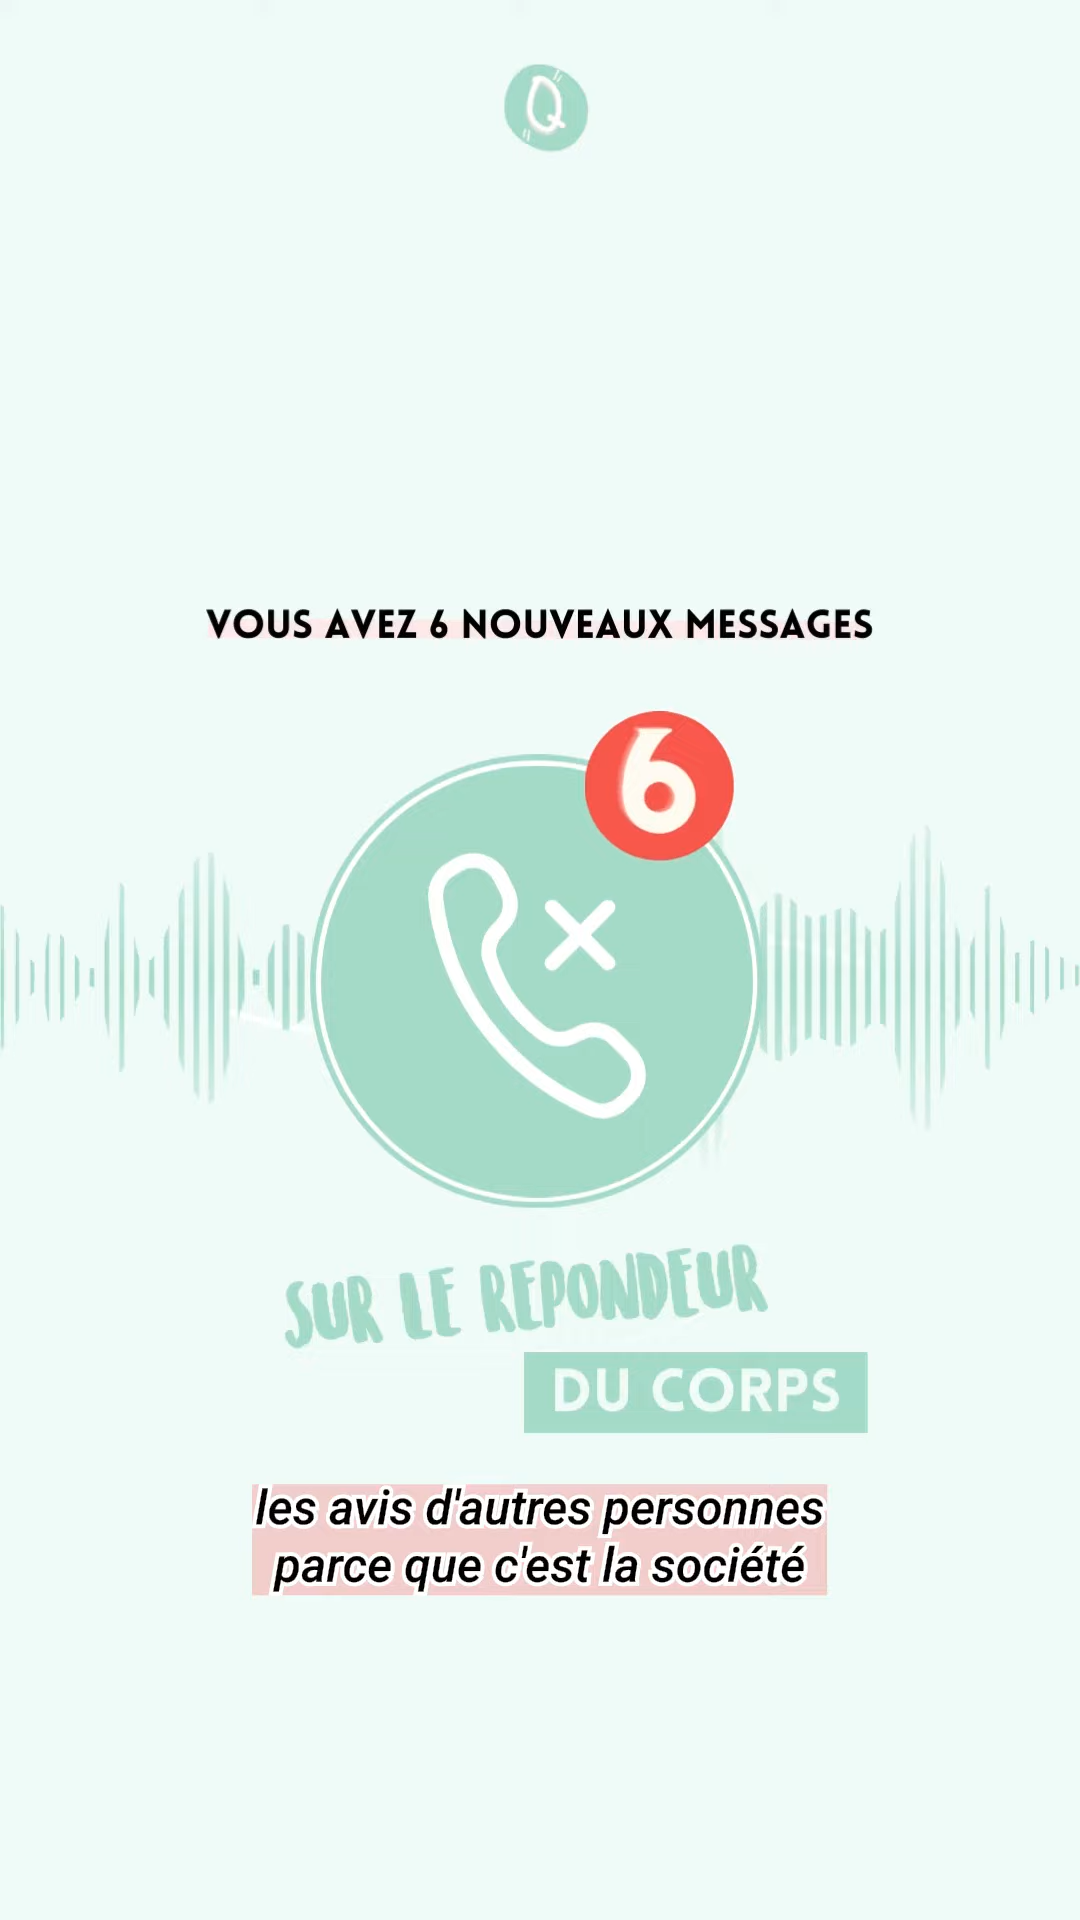 Q
VOUS AVEZ 6 NOUVEAUX MESSAGES
6
SUR LE REPONDEUR
DU CORPS
les avis d'autres personnes
parce que c'est la société